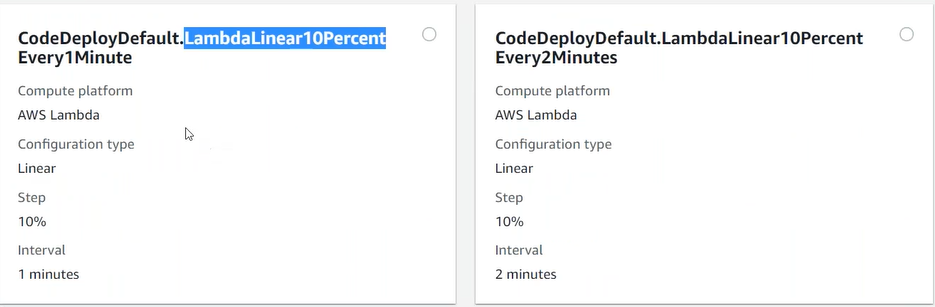 CodeDeployDefault.LambdaLinear10Percent
Every1Minute
Compute platform
AWS Lambda
Configuration type
Linear
Step
10%
Interval
1 minutes
CodeDeployDefault.LambdaLinear10Percent
Every2Minutes
Compute platform
AWS Lambda
Configuration type
Linear
Step
10%
Interval
2 minutes